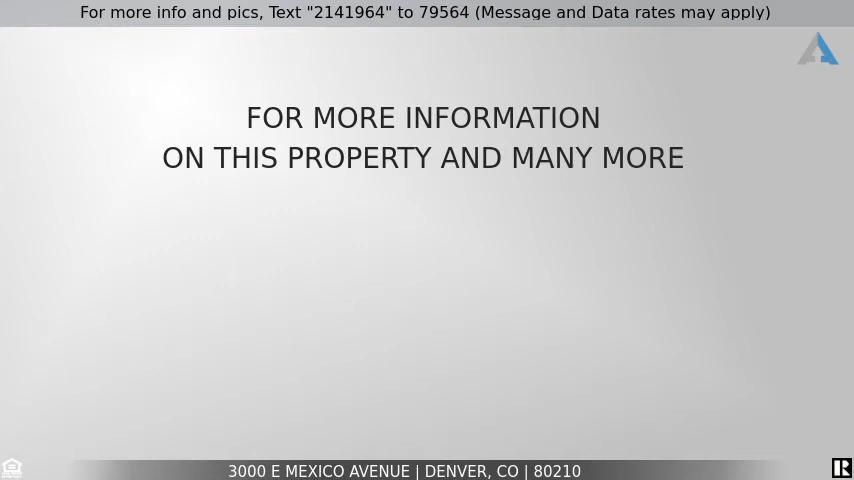 For more info and pics, Text "2141964" to 79564 (Message and Data rates may apply)
FOR MORE INFORMATION
ON THIS PROPERTY AND MANY MORE
3000 E MEXICO AVENUE | DENVER, CO | 80210